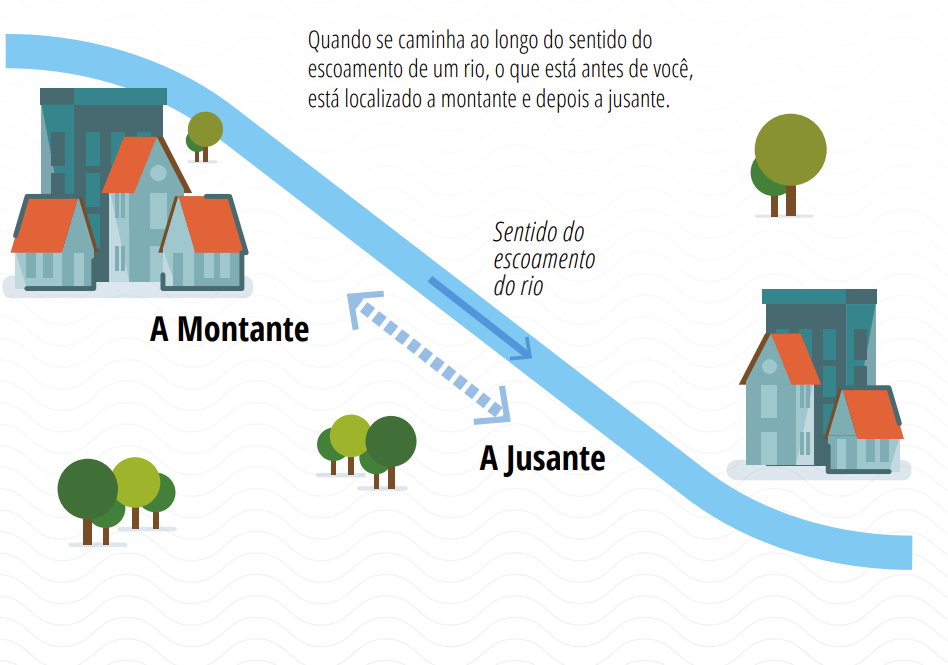 Quando se caminha ao longo do sentido do
escoamento de um rio, o que está antes de você,
está localizado a montante e depois a jusante.
Sentido do
escoamento
do rio
A Montante
A Jusante